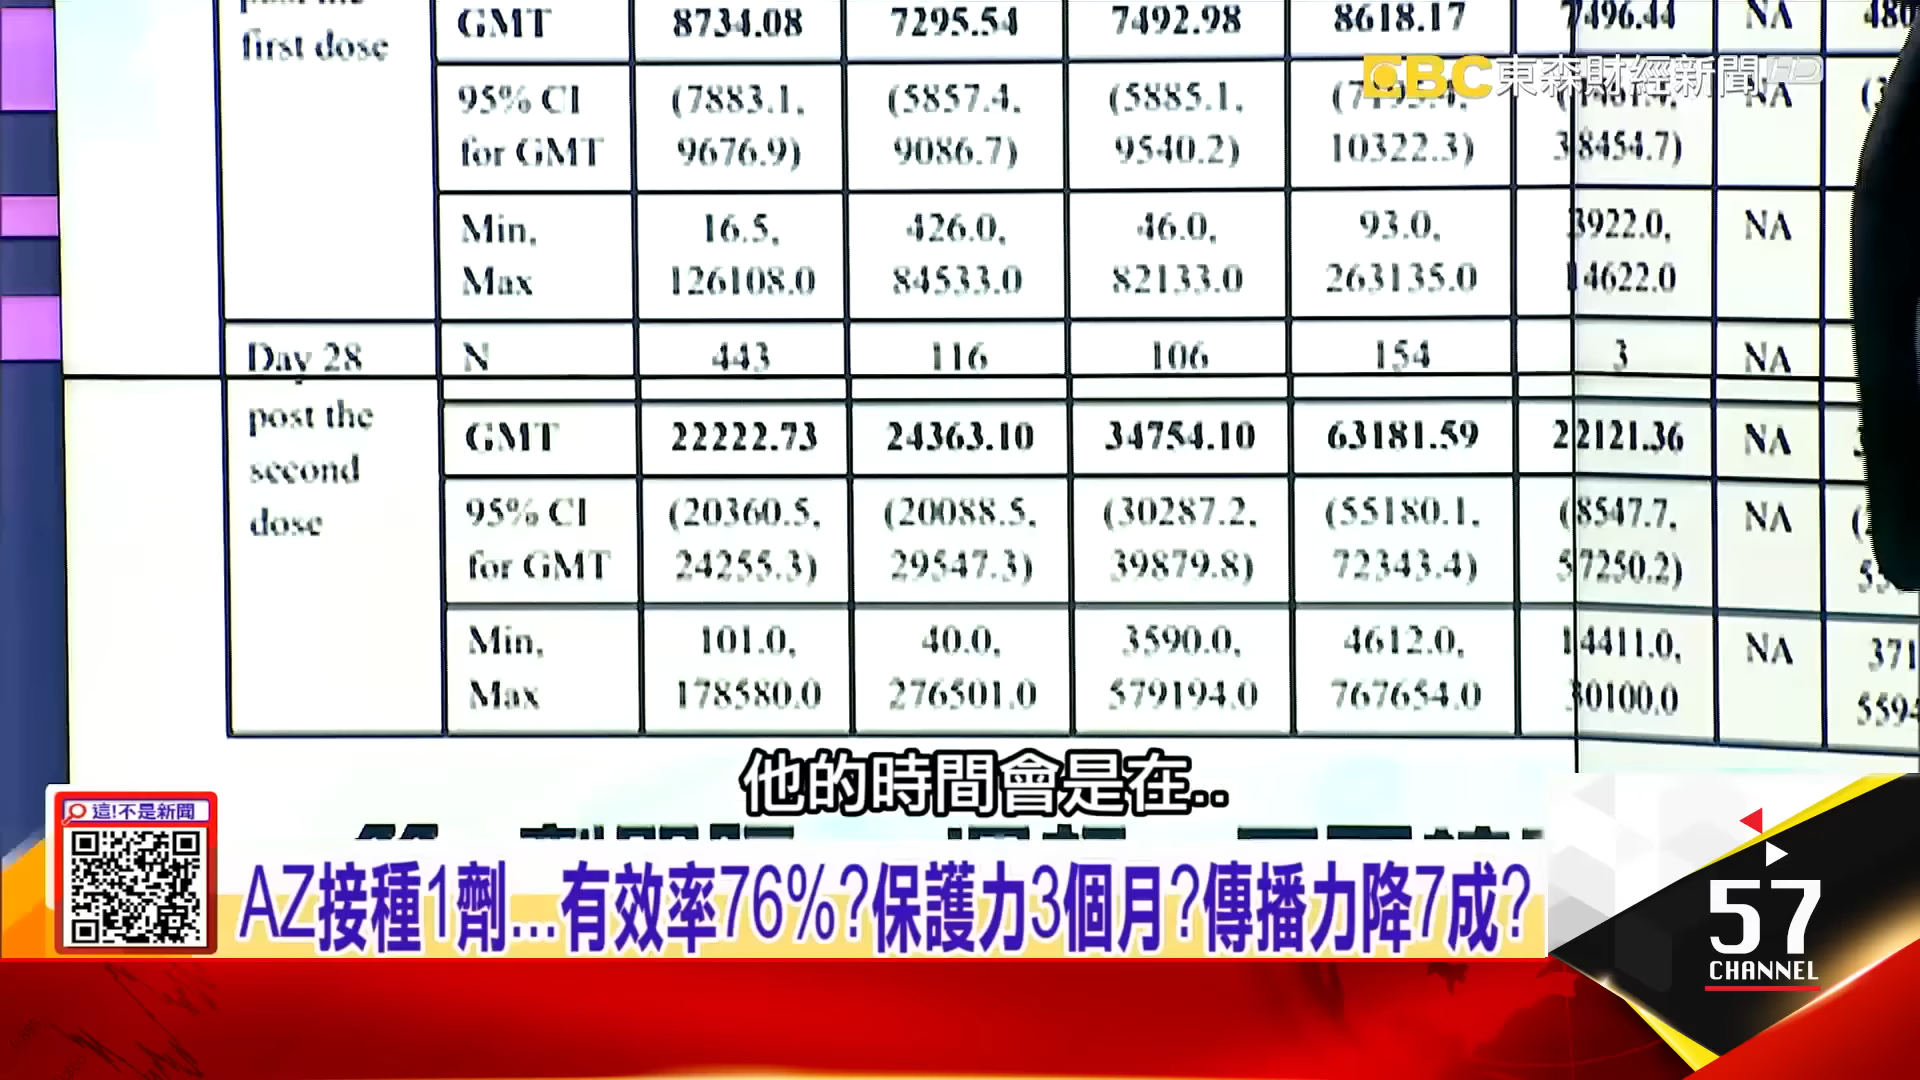 first dose
GMT 8734.08 7295.54 7492.98 8618.17 7496.44 NA
EBC東森財經新聞HD
95% CI (7883.1, (5857.4, (5885.1, NA
for GMT 9676.9) 9086.7) 9540.2) 10322.3) 38454.7)
Min, 16.5, 426.0, 46.0, 93.0, 3922.0, NA
Max 126108.0 84533.0 82133.0 263135.0 14622.0
Day 28 N 443 116 106 154 3 NA
post the
GMT 22222.73 24363.10 34754.10 63181.59 22121.36 NA
second
95% CI (20360.5, (20088.5, (30287.2, (55180.1, (8547.7, NA
dose
for GMT 24255.3) 29547.3) 39879.8) 72343.4) 57250.2)
Min, 101.0, 40.0, 3590.0, 4612.0, 14411.0, NA
Max 178580.0 276501.0 579194.0 767654.0 30100.0
他的時間會是在..
這!不是新聞
AZ接種1劑...有效率76%?保護力3個月?傳播力降7成?
57
CHANNEL